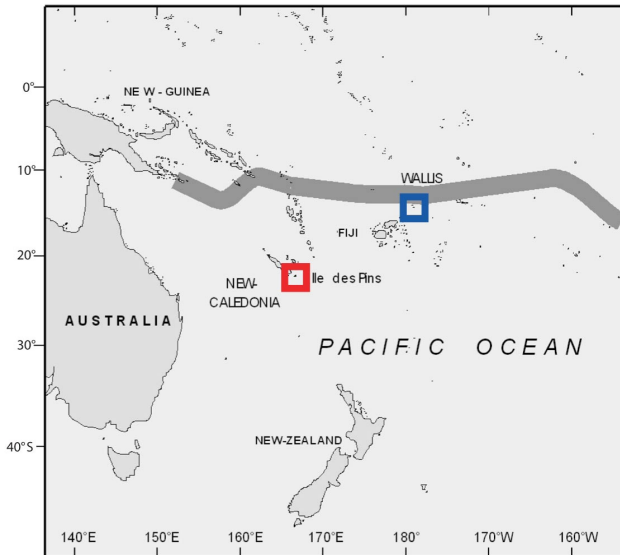 0°
NEW-GUINEA
10°
WALLIS
FIJI
20°
Ile des Pins
NEW-
CALEDONIA
AUSTRALIA
30°
PACIFIC OCEAN
NEW-ZEALAND
40°S
140°E
150°E
160°E
170°E
180°
170°W
160°W